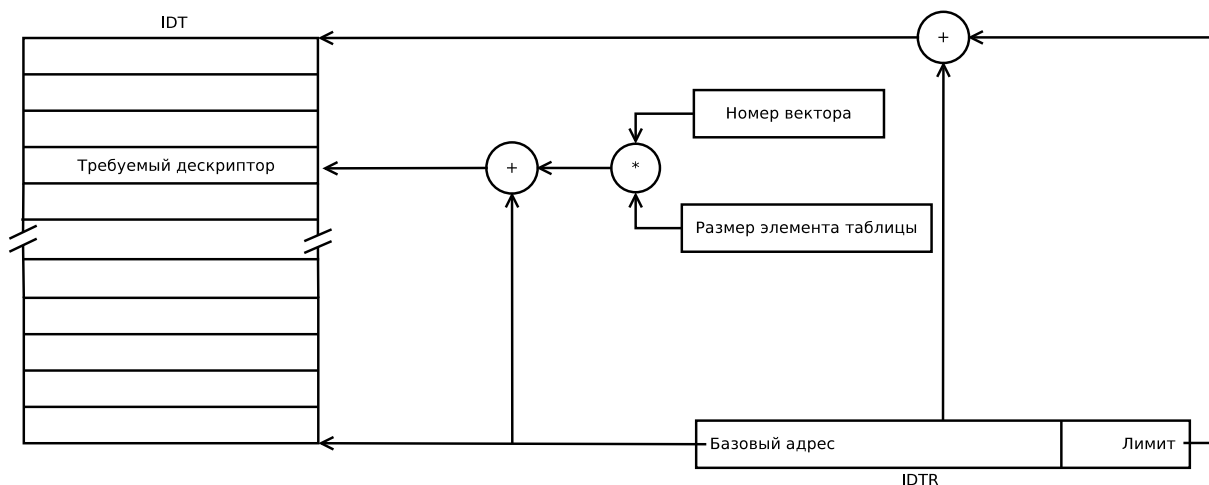 IDT
+
Номер вектора
Требуемый дескриптор
+
*
Размер элемента таблицы
Базовый адрес
Лимит
IDTR